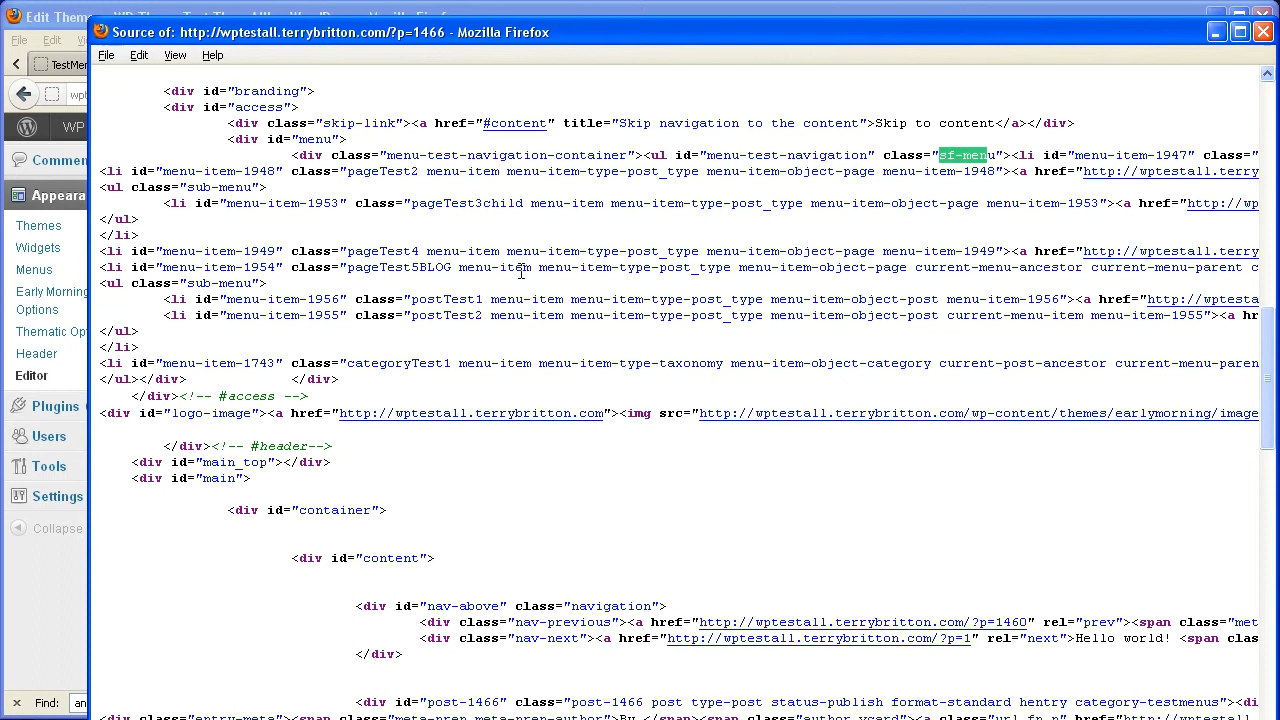 Edit Them
Source of: http://wptestall.terrybritton.com/?p=1466 - Mozilla Firefox
File Edit
File Edit View Help
TestMen
WP
Commen
Appeara
Themes
Widgets
Menus
Early Morning
Options
Thematic Opt
Header
Editor
Plugins
Users
Tools
Settings
Collapse
Find: an
<div id="branding">
<div id="access">
<div class="skip-link"><a href="#content" title="Skip navigation to the content">Skip to content</a></div>
<div id="menu">
<div class="menu-test-navigation-container"><ul id="menu-test-navigation" class="sf-menu"><li id="menu-item-1947" class="
<li id="menu-item-1948" class="pageTest2 menu-item menu-item-type-post_type menu-item-object-page menu-item-1948"><a href="http://wptestall.terry
<ul class="sub-menu">
<li id="menu-item-1953" class="pageTest3child menu-item menu-item-type-post_type menu-item-object-page menu-item-1953"><a href="http://wp
</ul>
</li>
<li id="menu-item-1949" class="pageTest4 menu-item menu-item-type-post_type menu-item-object-page menu-item-1949"><a href="http://wptestall.terry
<li id="menu-item-1954" class="pageTest5BLOG menu-item menu-item-type-post_type menu-item-object-page current-menu-ancestor current-menu-parent c
<ul class="sub-menu">
<li id="menu-item-1956" class="postTest1 menu-item menu-item-type-post_type menu-item-object-post menu-item-1956"><a href="http://wptesta
<li id="menu-item-1955" class="postTest2 menu-item menu-item-type-post_type menu-item-object-post current-menu-item menu-item-1955"><a hr
</ul>
</li>
<li id="menu-item-1743" class="categoryTest1 menu-item menu-item-type-taxonomy menu-item-object-category current-post-ancestor current-menu-paren
</ul></div> </div>
</div><!-- #access -->
<div id="logo-image"><a href="http://wptestall.terrybritton.com"><img src="http://wptestall.terrybritton.com/wp-content/themes/earlymorning/image
</div><!-- #header-->
<div id="main_top"></div>
<div id="main">
<div id="container">
<div id="content">
<div id="nav-above" class="navigation">
<div class="nav-previous"><a href="http://wptestall.terrybritton.com/?p=1460" rel="prev"><span class="met
<div class="nav-next"><a href="http://wptestall.terrybritton.com/?p=1" rel="next">Hello world! <span clas
</div>
<div id="post-1466" class="post-1466 post type-post status-publish format-standard hentry category-testmenus"><di